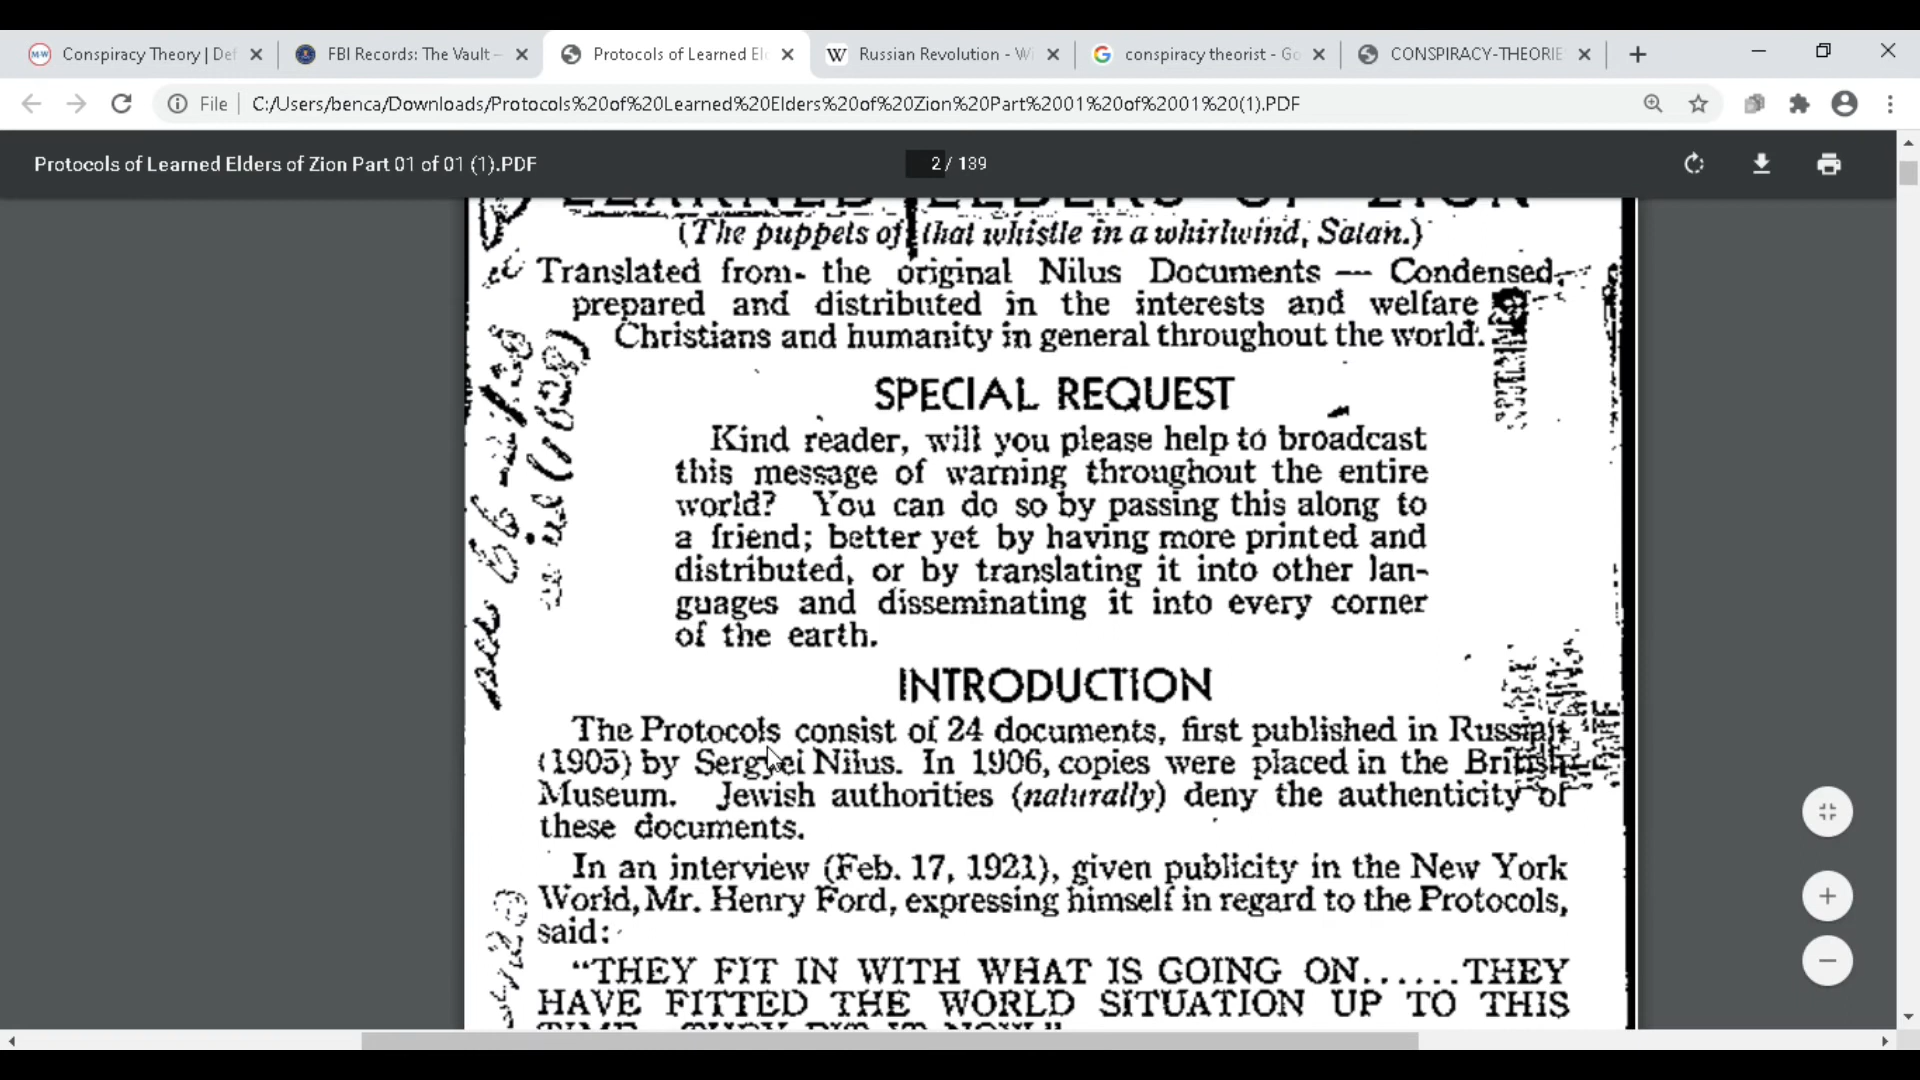 Conspiracy Theory | Def
FBI Records: The Vault –
Protocols of Learned El
Russian Revolution - Wi
conspiracy theorist - Go
CONSPIRACY-THEORIE
File
C:/Users/benca/Downloads/Protocols%20of%20Learned%20Elders%20of%20Zion%20Part%2001%20of%2001%20(1).PDF
Protocols of Learned Elders of Zion Part 01 of 01 (1).PDF
2 / 139
LEARNED ELDERS OF ZION
(The puppets of that whistle in a whirlwind, Satan.)
Translated from the original Nilus Documents — Condensed,
prepared and distributed in the interests and welfare
Christians and humanity in general throughout the world.
SPECIAL REQUEST
Kind reader, will you please help to broadcast
this message of warning throughout the entire
world? You can do so by passing this along to
a friend; better yet by having more printed and
distributed, or by translating it into other lan-
guages and disseminating it into every corner
of the earth.
INTRODUCTION
The Protocols consist of 24 documents, first published in Russian
(1905) by Sergyei Nilus. In 1906, copies were placed in the British
Museum. Jewish authorities (naturally) deny the authenticity of
these documents.
In an interview (Feb. 17, 1921), given publicity in the New York
World, Mr. Henry Ford, expressing himself in regard to the Protocols,
said:
“THEY FIT IN WITH WHAT IS GOING ON......THEY
HAVE FITTED THE WORLD SITUATION UP TO THIS